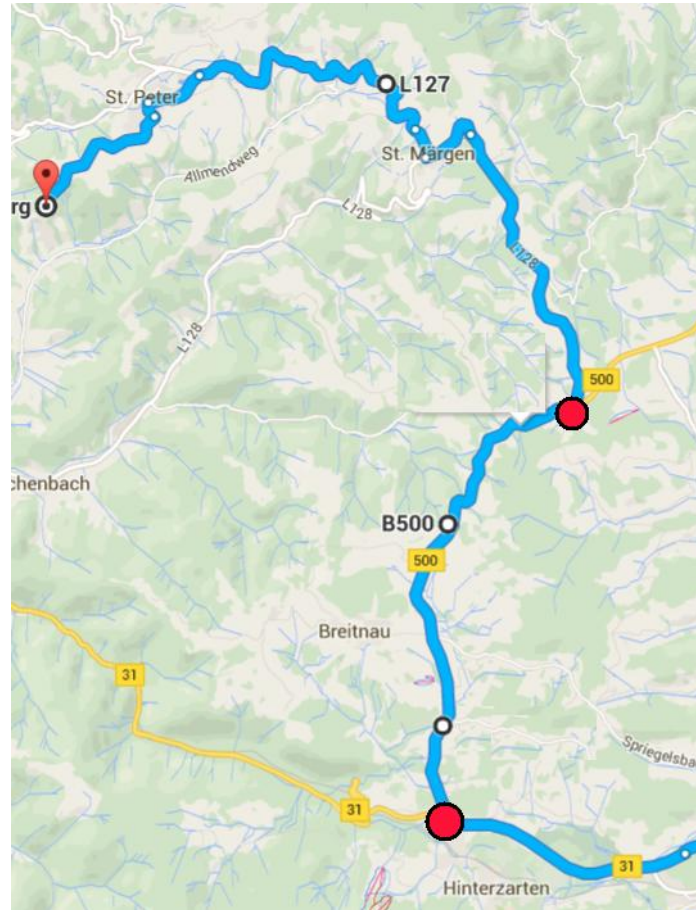 L127
St. Peter
St. Märgen
Allmendweg
rg
L128
L128
L128
500
chenbach
B500
500
Breitnau
31
Spriegelsba
31
31
Hinterzarten